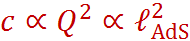 c ∝ Q² ∝ ℓ²_AdS